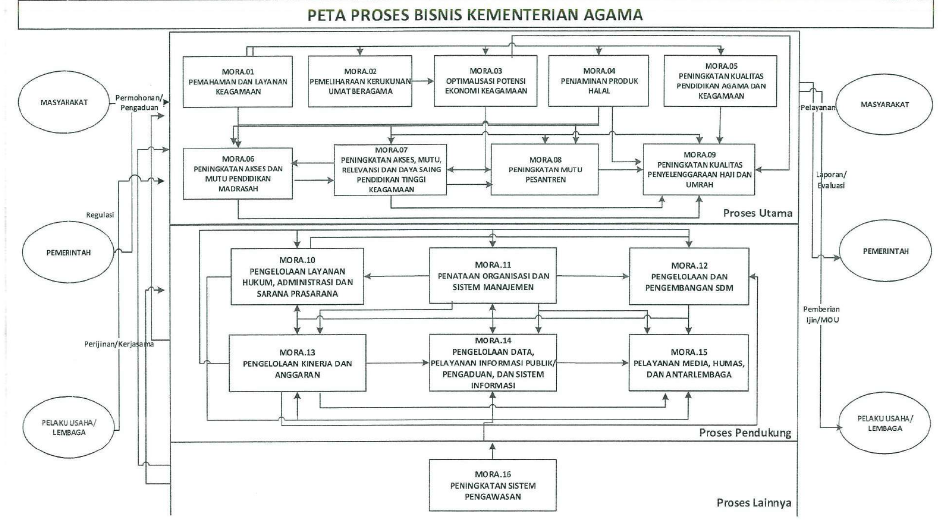 PETA PROSES BISNIS KEMENTERIAN AGAMA
MASYARAKAT
PEMERINTAH
PELAKU USAHA/
LEMBAGA
Permohonan/
Pengaduan
Regulasi
Perijinan/Kerjasama
MORA.01
PEMAHAMAN DAN LAYANAN
KEAGAMAAN
MORA.02
PEMELIHARAAN KERUKUNAN
UMAT BERAGAMA
MORA.03
OPTIMALISASI POTENSI
EKONOMI KEAGAMAAN
MORA.04
PENJAMINAN PRODUK
HALAL
MORA.05
PENINGKATAN KUALITAS
PENDIDIKAN AGAMA DAN
KEAGAMAAN
MORA.06
PENINGKATAN AKSES DAN
MUTU PENDIDIKAN
MADRASAH
MORA.07
PENINGKATAN AKSES, MUTU,
RELEVANSI DAN DAYA SAING
PENDIDIKAN TINGGI
KEAGAMAAN
MORA.08
PENINGKATAN MUTU
PESANTREN
MORA.09
PENINGKATAN KUALITAS
PENYELENGGARAAN HAJI DAN
UMRAH
Proses Utama
MORA.10
PENGELOLAAN LAYANAN
HUKUM, ADMINISTRASI DAN
SARANA PRASARANA
MORA.11
PENATAAN ORGANISASI DAN
SISTEM MANAJEMEN
MORA.12
PENGELOLAAN DAN
PENGEMBANGAN SDM
MORA.13
PENGELOLAAN KINERJA DAN
ANGGARAN
MORA.14
PENGELOLAAN DATA,
PELAYANAN INFORMASI PUBLIK/
PENGADUAN, DAN SISTEM
INFORMASI
MORA.15
PELAYANAN MEDIA, HUMAS,
DAN ANTARLEMBAGA
Proses Pendukung
MORA.16
PENINGKATAN SISTEM
PENGAWASAN
Proses Lainnya
Pelayanan
Laporan/
Evaluasi
Pemberian
Ijin/MOU
MASYARAKAT
PEMERINTAH
PELAKU USAHA/
LEMBAGA